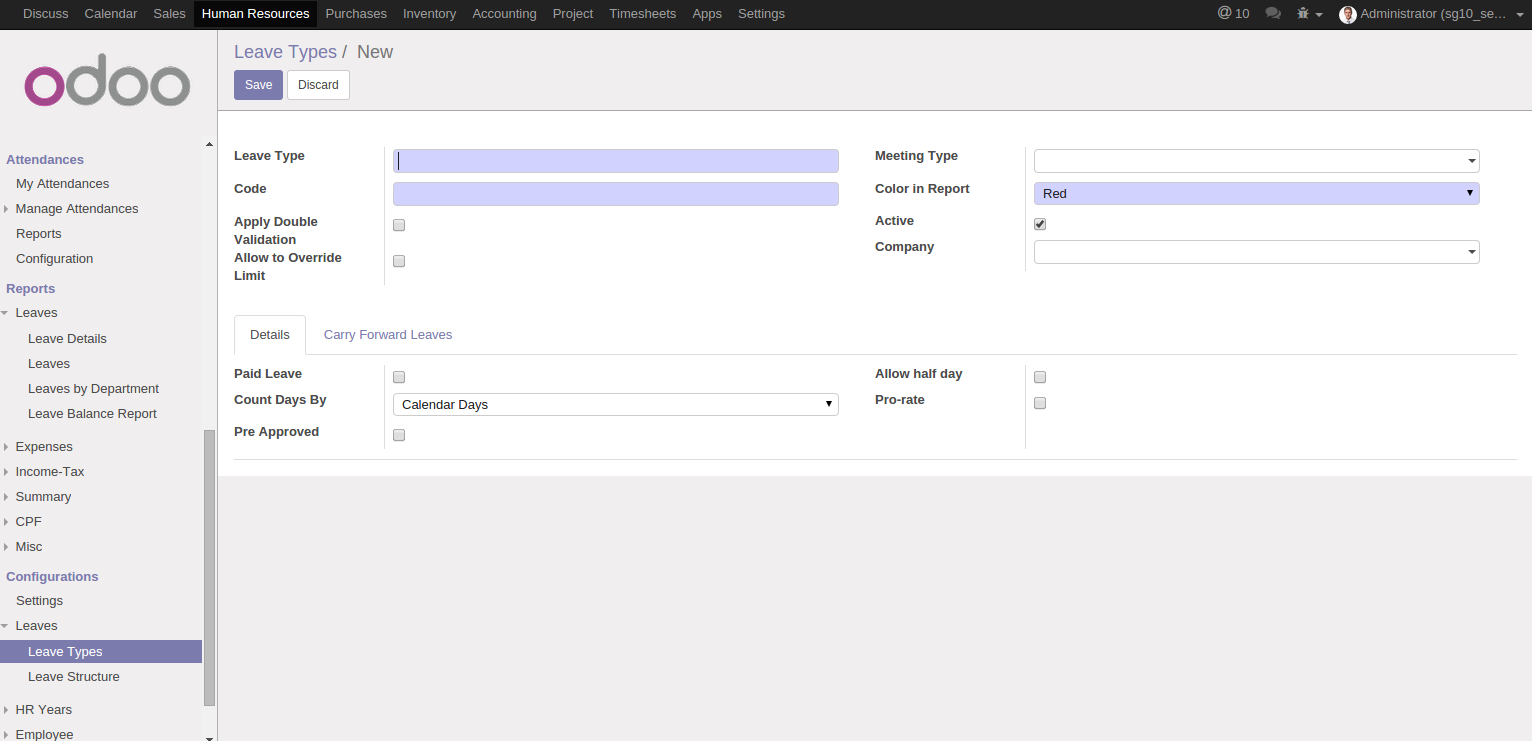 Discuss Calendar Sales Human Resources Purchases Inventory Accounting Project Timesheets Apps Settings @ 10 Administrator (sg10_se...
odoo
Leave Types / New
Save Discard
Attendances
My Attendances
Manage Attendances
Reports
Configuration
Reports
Leaves
Leave Details
Leaves
Leaves by Department
Leave Balance Report
Expenses
Income-Tax
Summary
CPF
Misc
Configurations
Settings
Leaves
Leave Types
Leave Structure
HR Years
Employee
Leave Type
Code
Apply Double
Validation
Allow to Override
Limit
Meeting Type
Color in Report Red
Active
Company
Details Carry Forward Leaves
Paid Leave
Count Days By Calendar Days
Pre Approved
Allow half day
Pro-rate